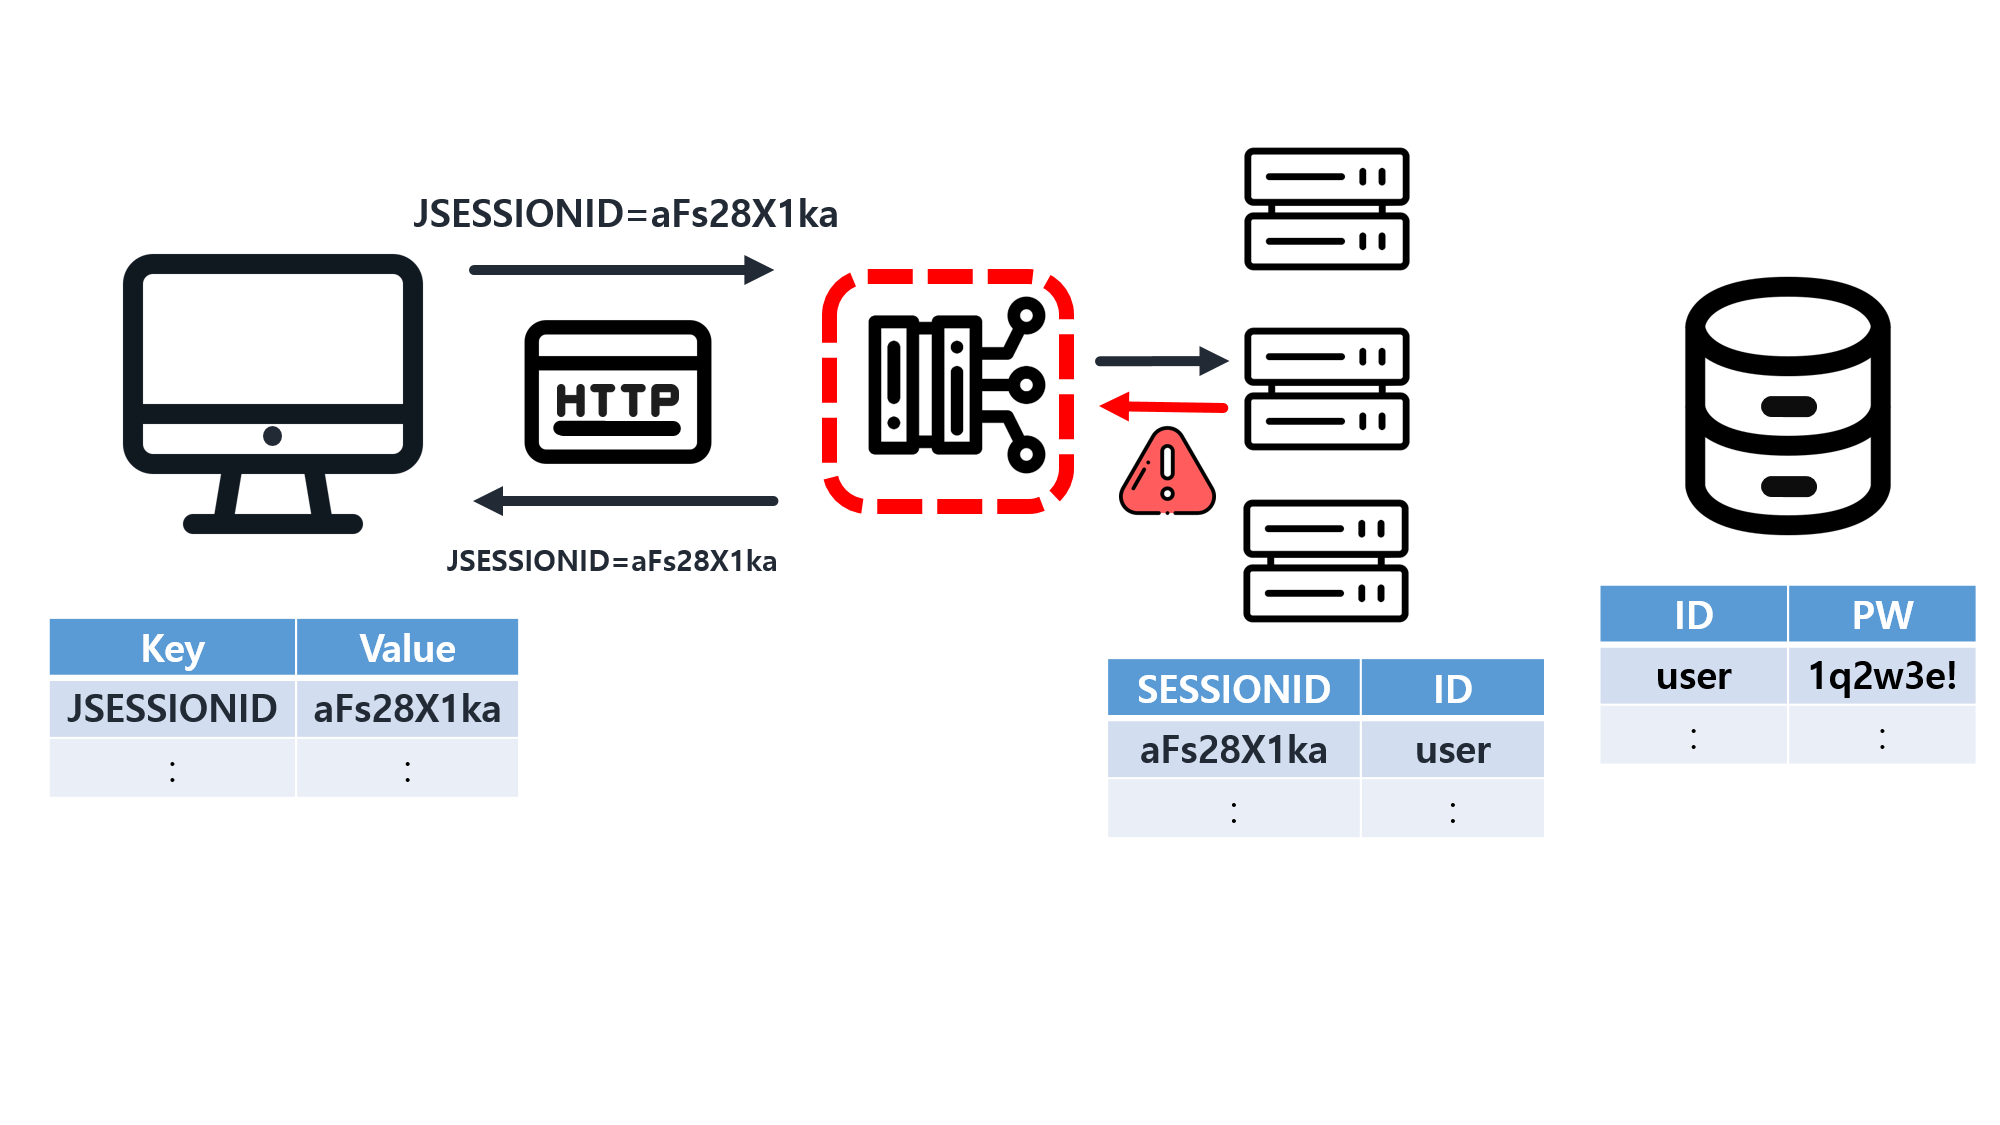 JSESSIONID=aFs28X1ka
HTTP
JSESSIONID=aFs28X1ka
Key Value
JSESSIONID aFs28X1ka
: :
SESSIONID ID
aFs28X1ka user
: :
ID PW
user 1q2w3e!
: :